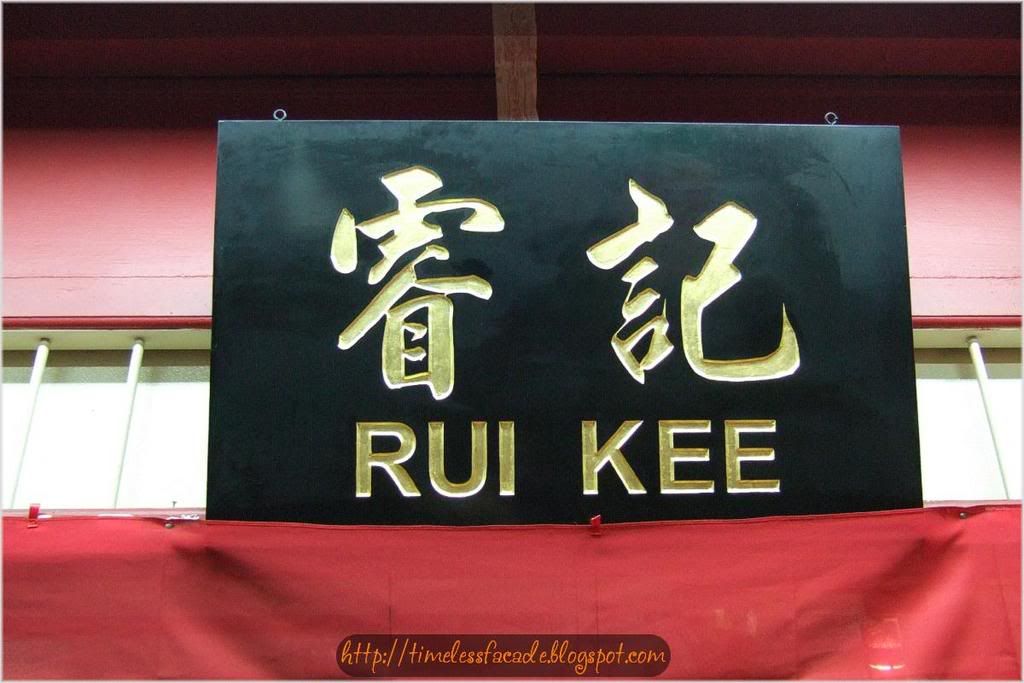 睿記
RUI KEE
http://timelessfacade.blogspot.com